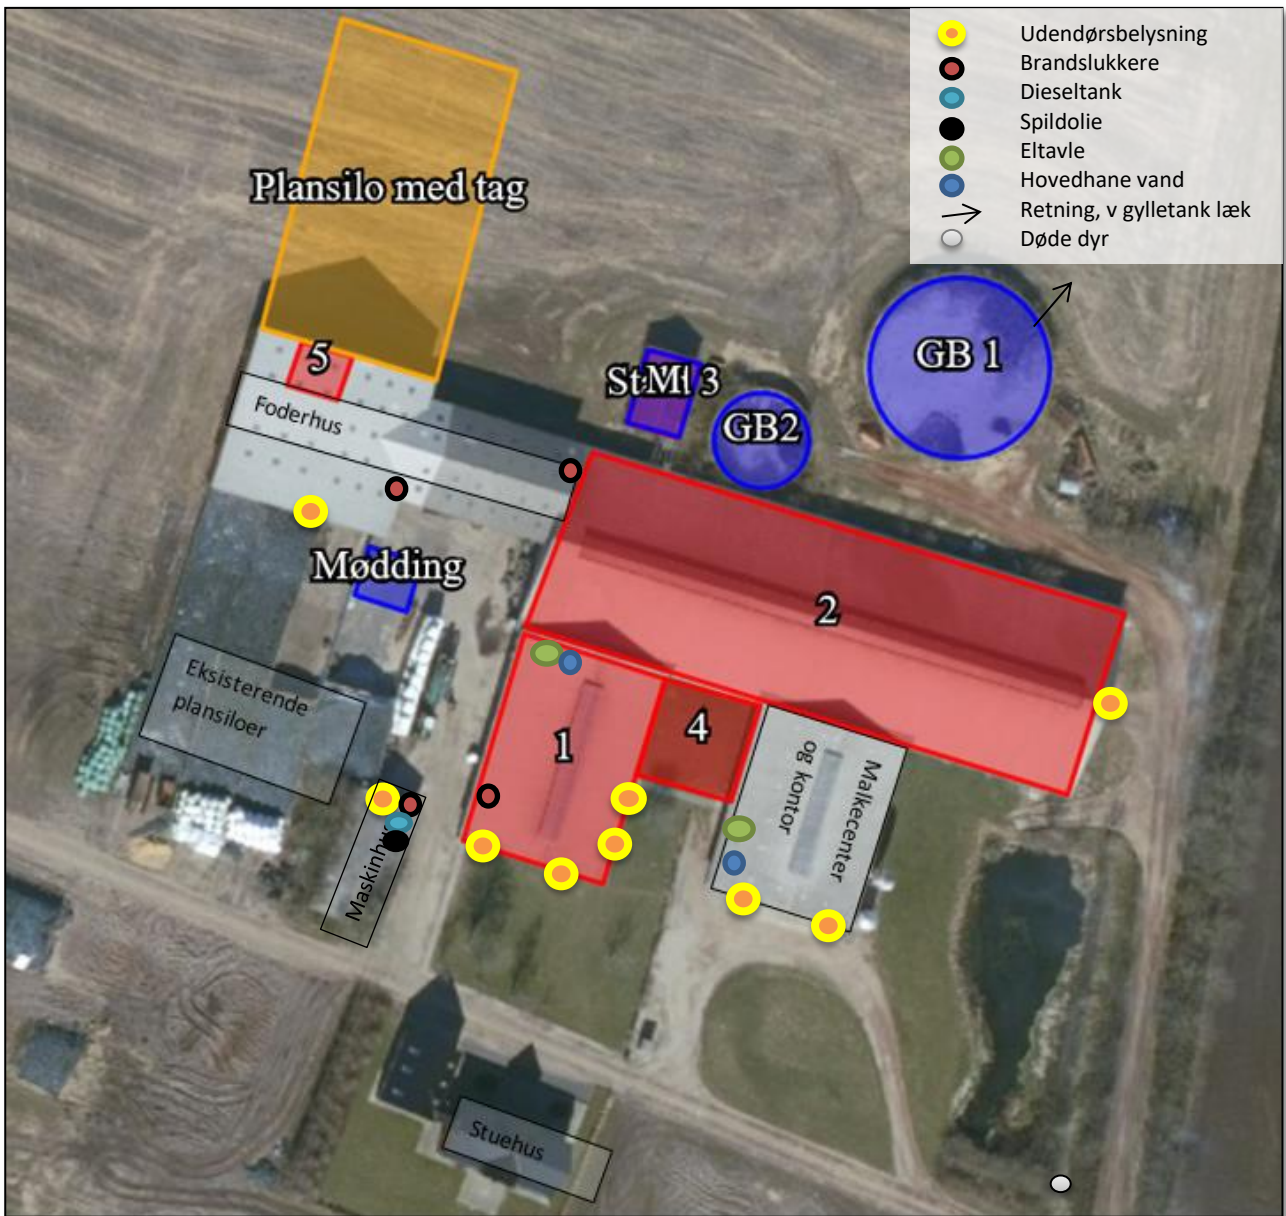 Udendørsbelysning
Brandslukkere
Dieseltank
Spildolie
Eltavle
Hovedhane vand
Retning, v gylletank læk
Døde dyr
Plansilo med tag
5
Foderhus
3
GB2
GB 1
Mødding
2
Eksisterende
plansiloer
1
4
Malkecenter
og kontor
Maskinhus
Stuehus